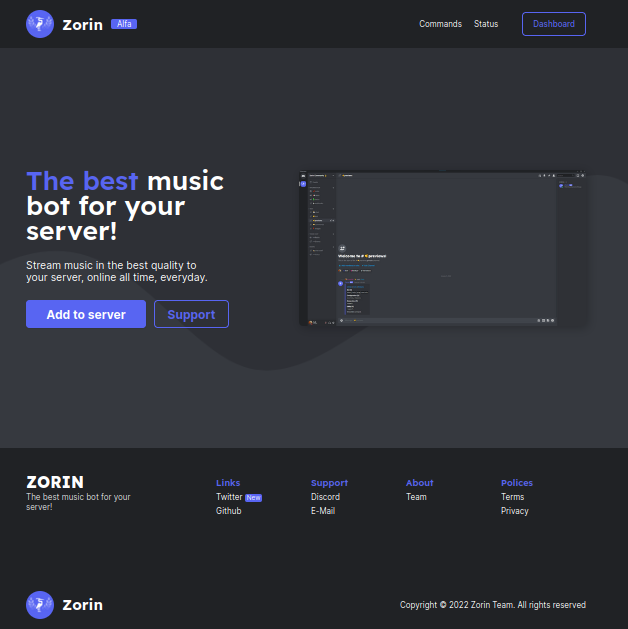 Zorin Alfa Commands Status Dashboard
The best music
bot for your
server!
Stream music in the best quality to
your server, online all time, everyday.
Add to server Support
ZORIN
The best music bot for your
server!
Links
Twitter New
Github
Support
Discord
E-Mail
About
Team
Polices
Terms
Privacy
Zorin Copyright © 2022 Zorin Team. All rights reserved